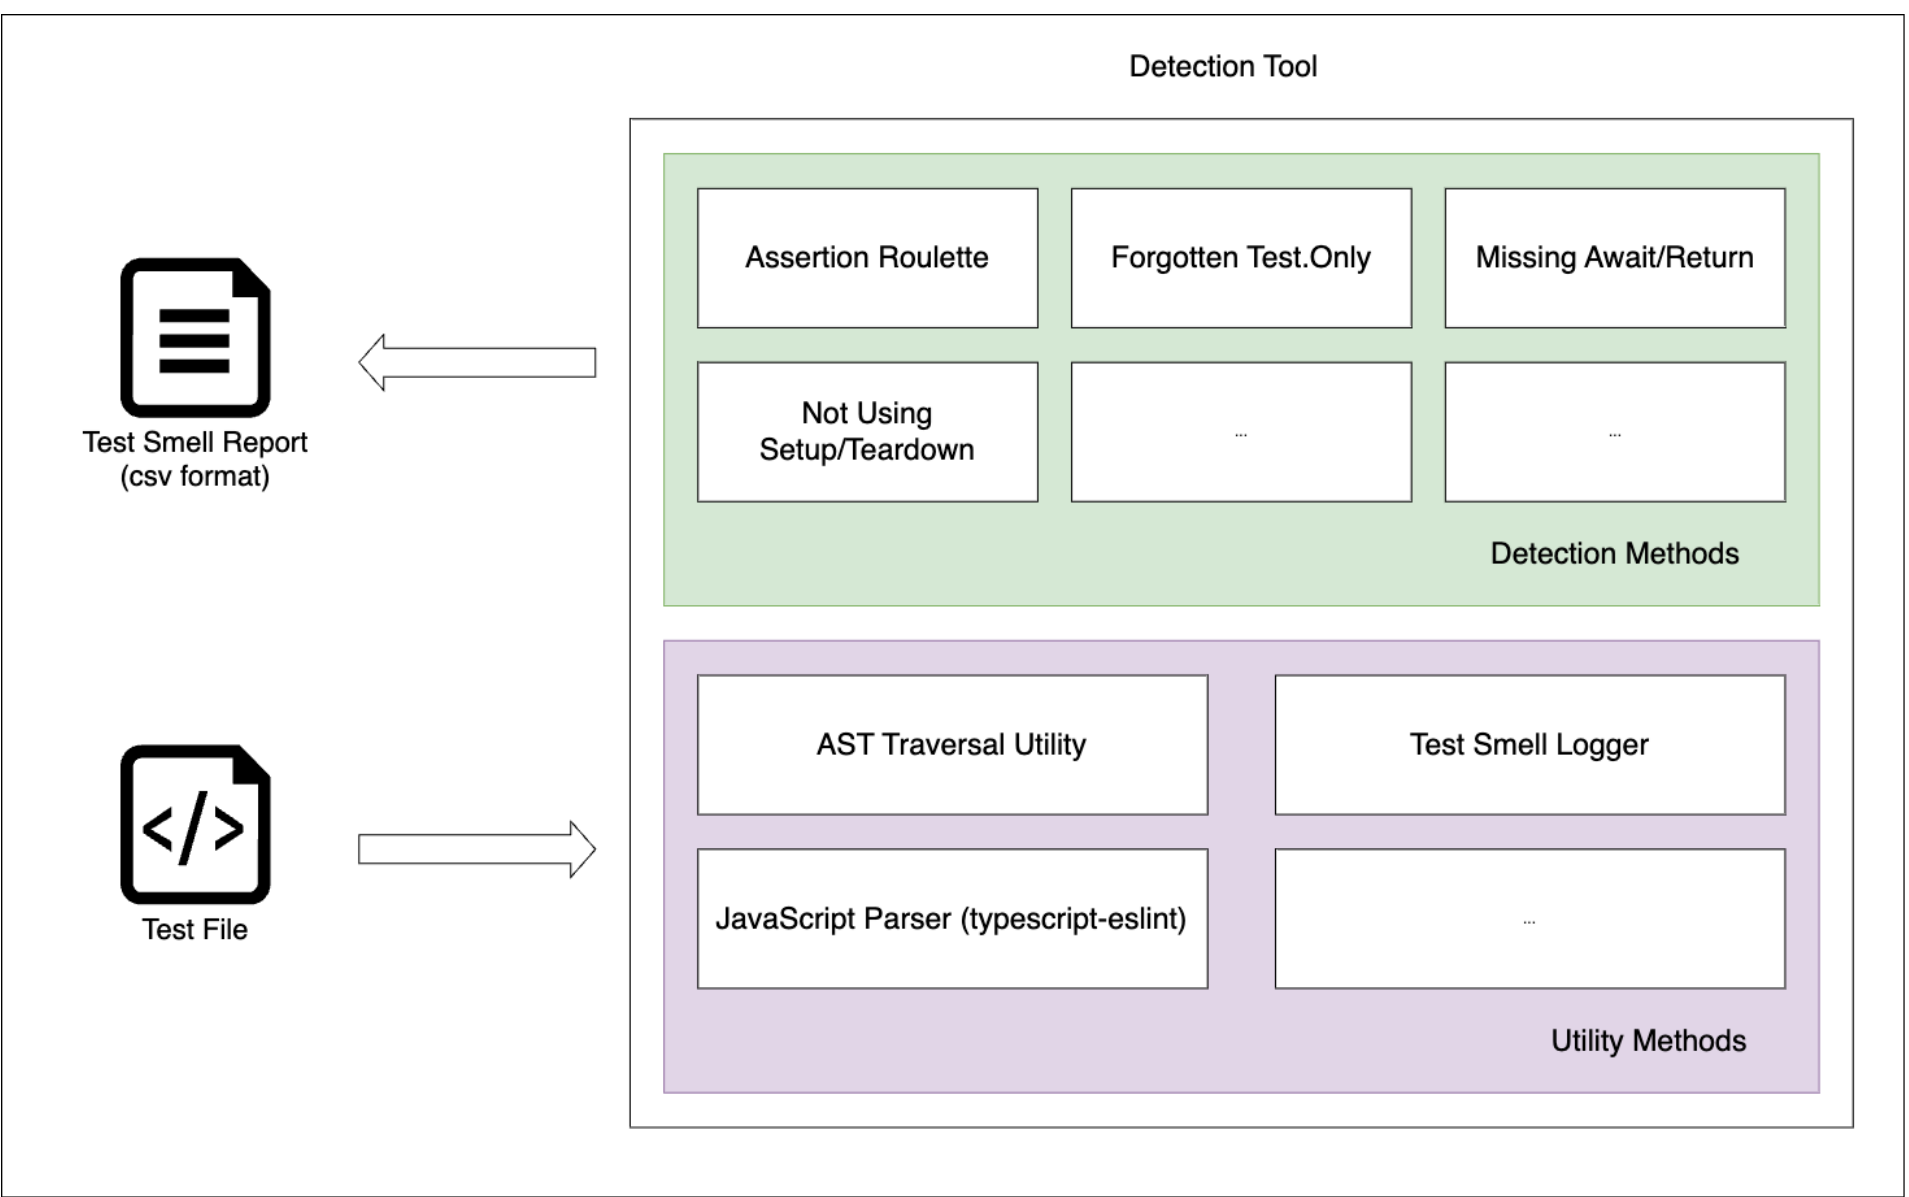 Detection Tool
Assertion Roulette
Forgotten Test.Only
Missing Await/Return
Not Using
Setup/Teardown
...
...
Detection Methods
Test Smell Report
(csv format)
AST Traversal Utility
Test Smell Logger
JavaScript Parser (typescript-eslint)
...
Utility Methods
</>
Test File